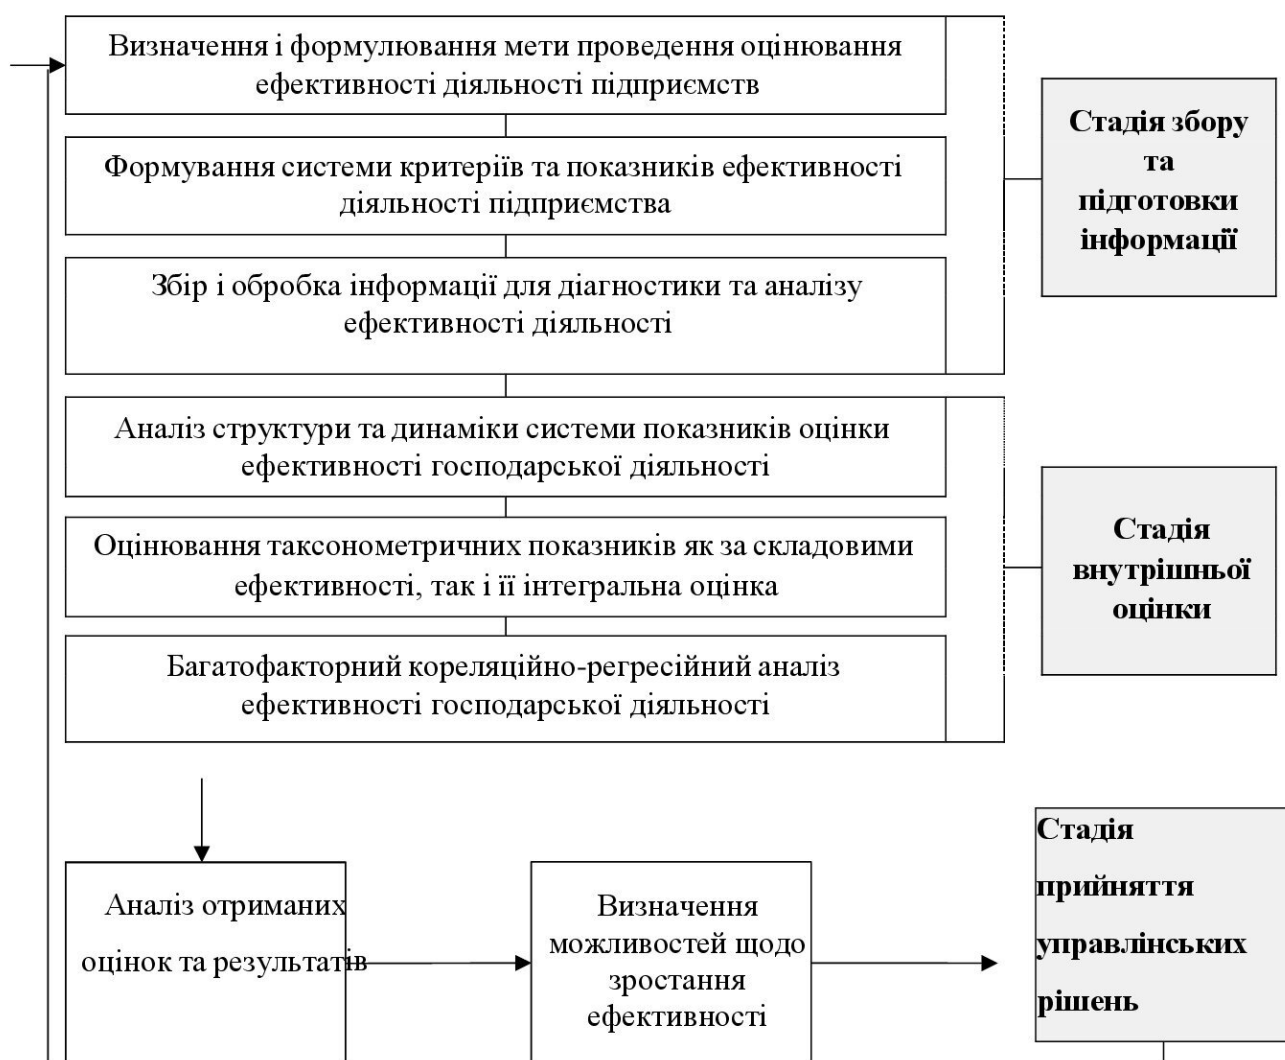 Визначення і формулювання мети проведення оцінювання
ефективності діяльності підприємств
Формування системи критеріїв та показників ефективності
діяльності підприємства
Збір і обробка інформації для діагностики та аналізу
ефективності діяльності
Стадія збору
та
підготовки
інформації
Аналіз структури та динаміки системи показників оцінки
ефективності господарської діяльності
Оцінювання таксонометричних показників як за складовими
ефективності, так і її інтегральна оцінка
Багатофакторний кореляційно-регресійний аналіз
ефективності господарської діяльності
Стадія
внутрішньої
оцінки
Аналіз отриманих
оцінок та результатів
Визначення
можливостей щодо
зростання
ефективності
Стадія
прийняття
управлінських
рішень